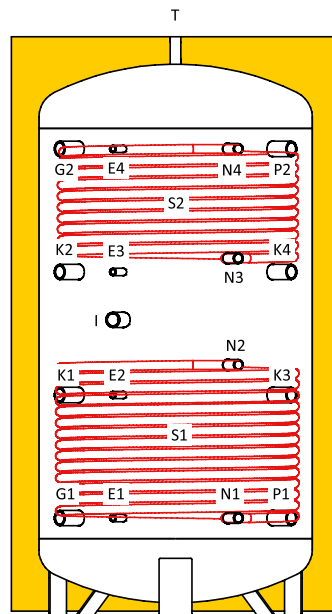 T
G2 E4 N4 P2
S2
K2 E3 K4
N3
I
N2
K1 E2 K3
S1
G1 E1 N1 P1